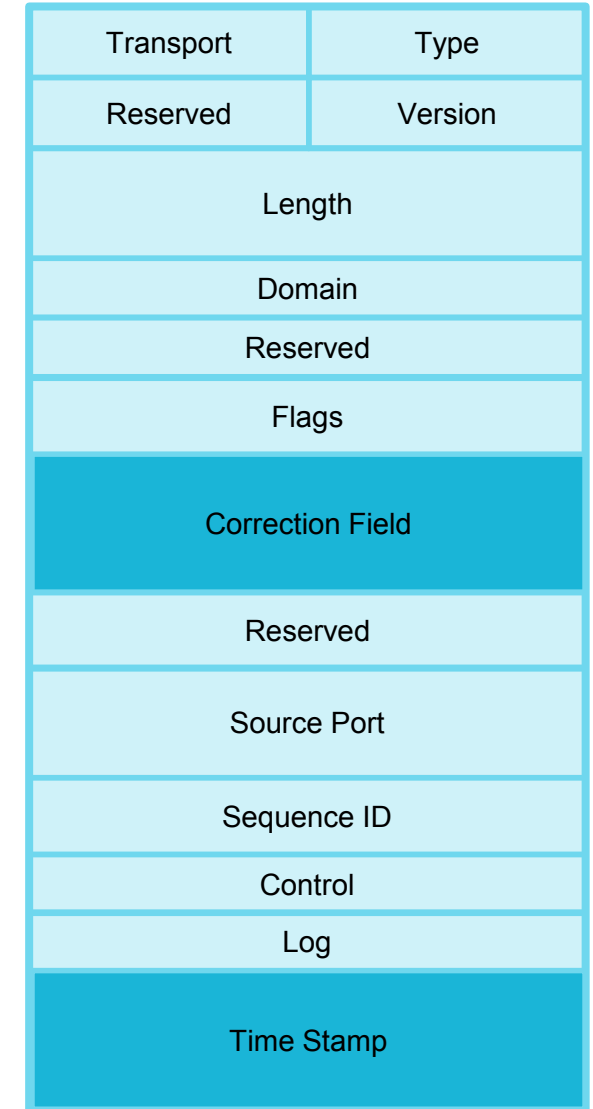 Transport Type
Reserved Version
Length
Domain
Reserved
Flags
Correction Field
Reserved
Source Port
Sequence ID
Control
Log
Time Stamp